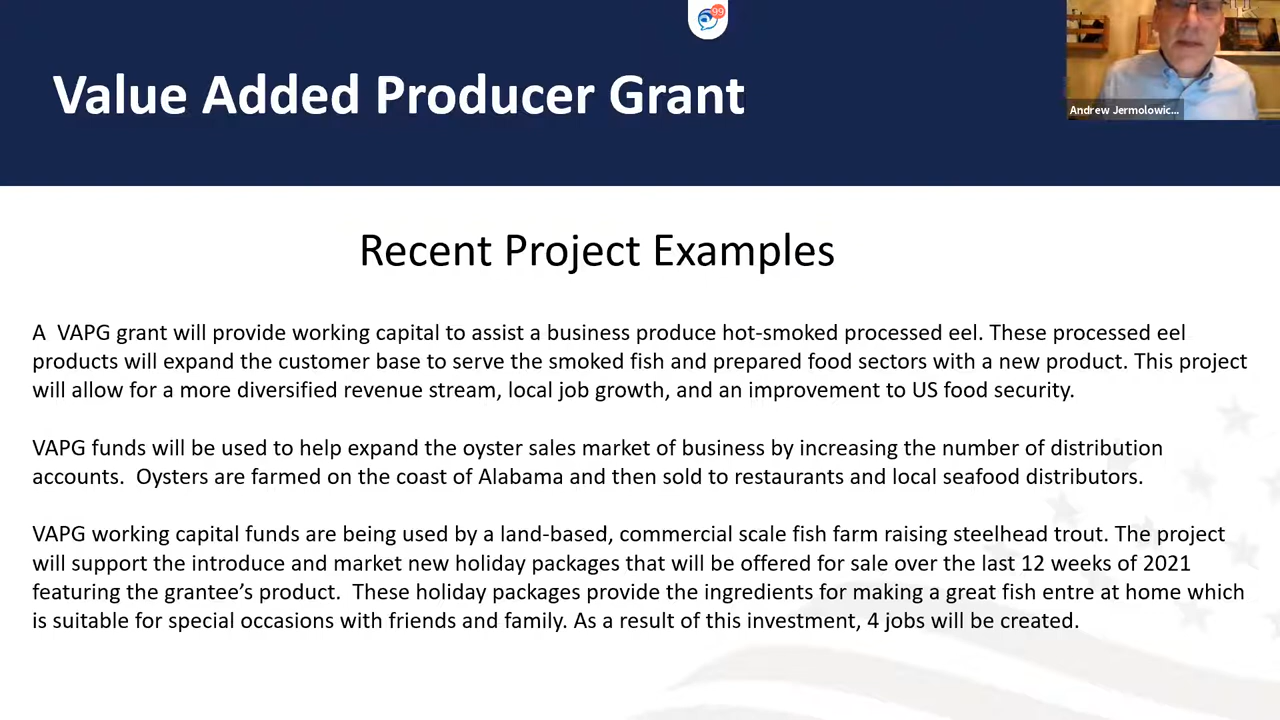 99
Value Added Producer Grant
Andrew Jermolowic...
Recent Project Examples
A  VAPG grant will provide working capital to assist a business produce hot-smoked processed eel. These processed eel
products will expand the customer base to serve the smoked fish and prepared food sectors with a new product. This project
will allow for a more diversified revenue stream, local job growth, and an improvement to US food security.
VAPG funds will be used to help expand the oyster sales market of business by increasing the number of distribution
accounts.  Oysters are farmed on the coast of Alabama and then sold to restaurants and local seafood distributors.
VAPG working capital funds are being used by a land-based, commercial scale fish farm raising steelhead trout. The project
will support the introduce and market new holiday packages that will be offered for sale over the last 12 weeks of 2021
featuring the grantee’s product.  These holiday packages provide the ingredients for making a great fish entre at home which
is suitable for special occasions with friends and family. As a result of this investment, 4 jobs will be created.